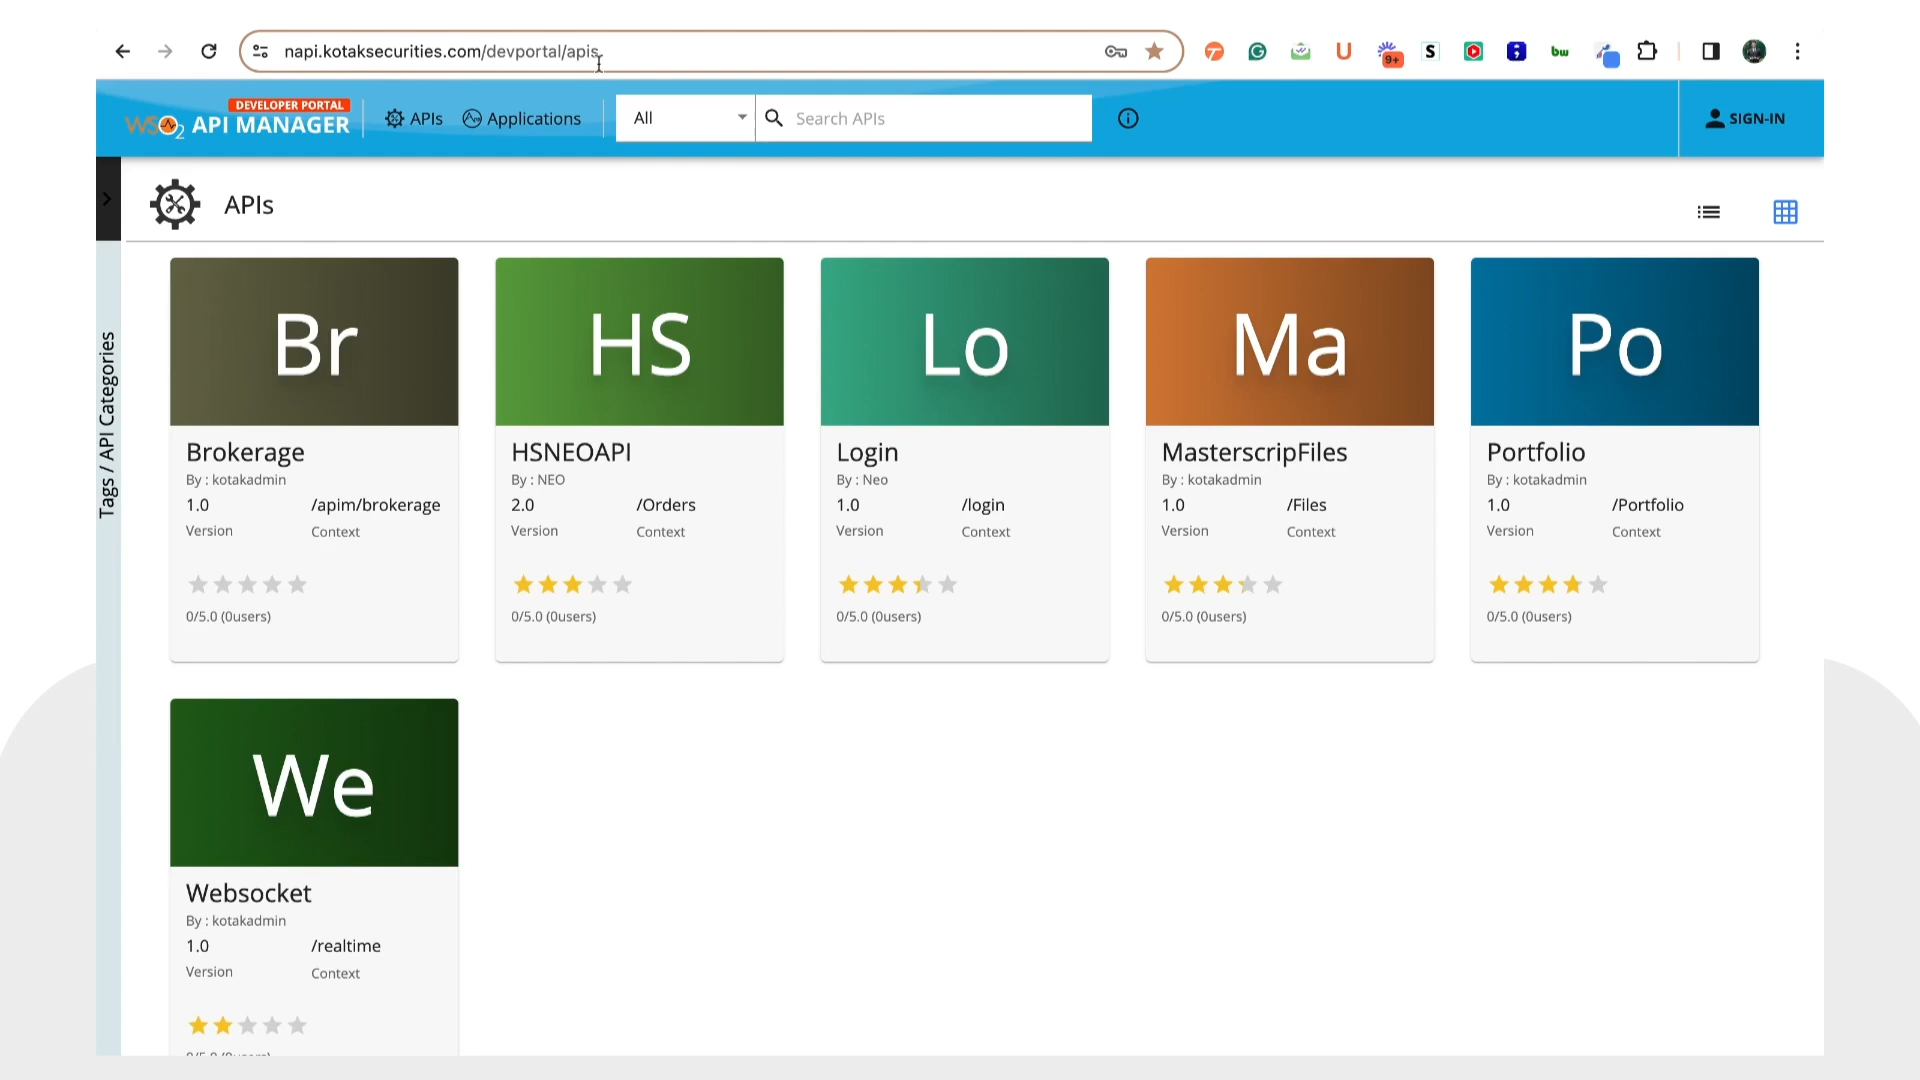 napi.kotaksecurities.com/devportal/apis
9+
S
bw
DEVELOPER PORTAL
WSO2 API MANAGER
APIs
Applications
All
Search APIs
SIGN-IN
APIs
Tags / API Categories
Br
HS
Lo
Ma
Po
Brokerage
HSNEOAPI
Login
MasterscripFiles
Portfolio
By : kotakadmin
By : NEO
By : Neo
By : kotakadmin
By : kotakadmin
1.0 /apim/brokerage
2.0 /Orders
1.0 /login
1.0 /Files
1.0 /Portfolio
Version Context
Version Context
Version Context
Version Context
Version Context
0/5.0 (0users)
0/5.0 (0users)
0/5.0 (0users)
0/5.0 (0users)
0/5.0 (0users)
We
Websocket
By : kotakadmin
1.0 /realtime
Version Context